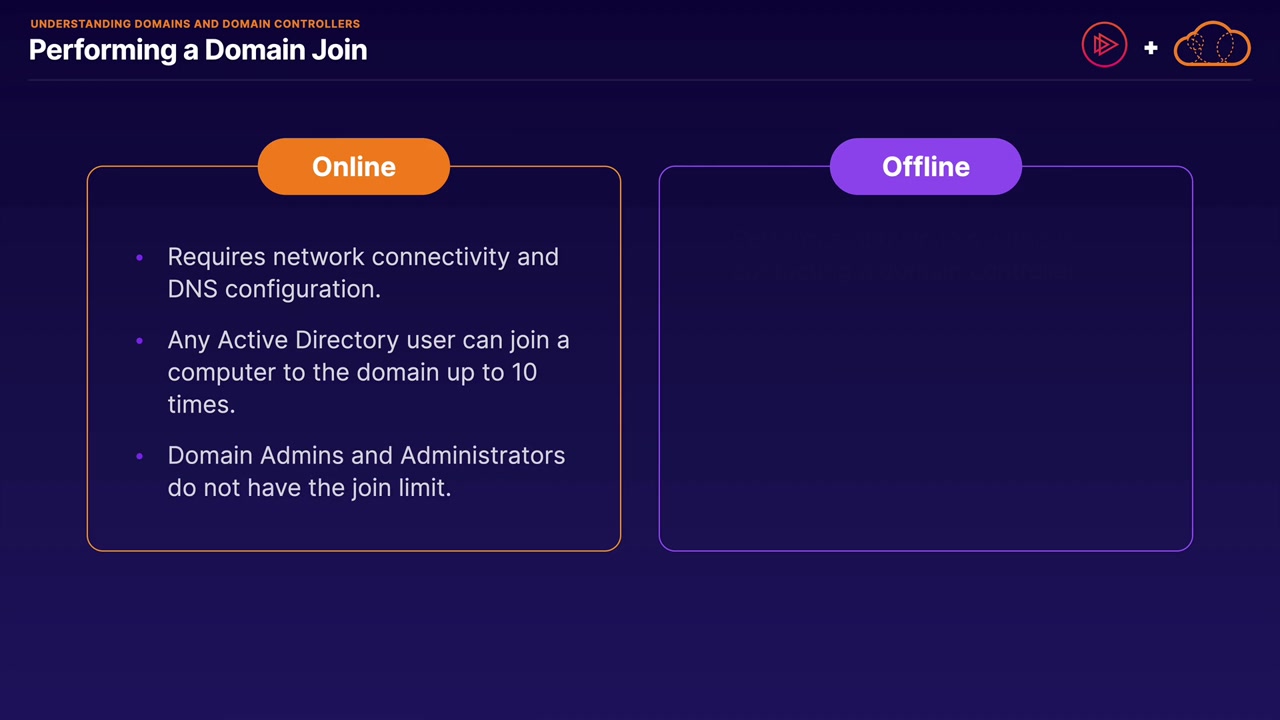 UNDERSTANDING DOMAINS AND DOMAIN CONTROLLERS
Performing a Domain Join
+
Online
• Requires network connectivity and
DNS configuration.
• Any Active Directory user can join a
computer to the domain up to 10
times.
• Domain Admins and Administrators
do not have the join limit.
Offline